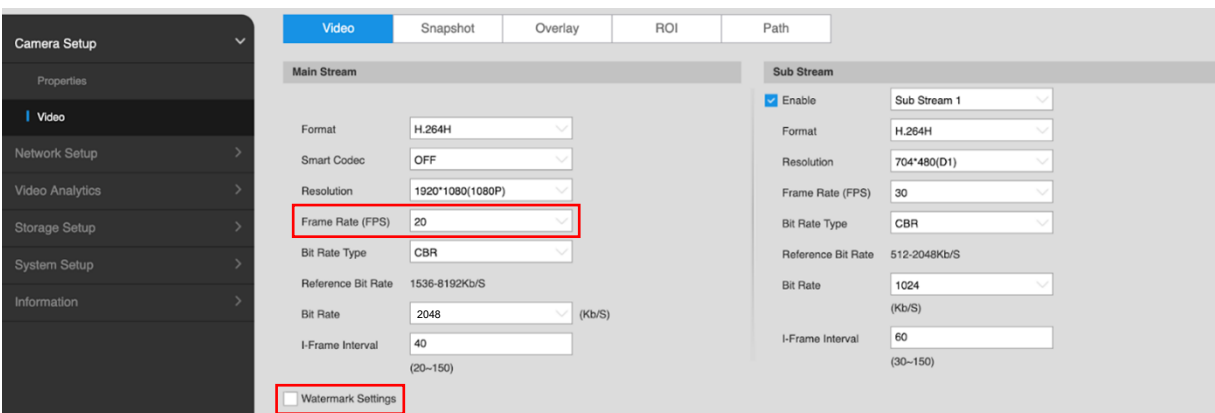 Camera Setup
Properties
Video
Network Setup
Video Analytics
Storage Setup
System Setup
Information
Video Snapshot Overlay ROI Path
Main Stream
Format H.264H
Smart Codec OFF
Resolution 1920*1080(1080P)
Frame Rate (FPS) 20
Bit Rate Type CBR
Reference Bit Rate 1536-8192Kb/S
Bit Rate 2048 (Kb/S)
I-Frame Interval 40
(20~150)
Watermark Settings
Sub Stream
Enable Sub Stream 1
Format H.264H
Resolution 704*480(D1)
Frame Rate (FPS) 30
Bit Rate Type CBR
Reference Bit Rate 512-2048Kb/S
Bit Rate 1024
(Kb/S)
I-Frame Interval 60
(30~150)